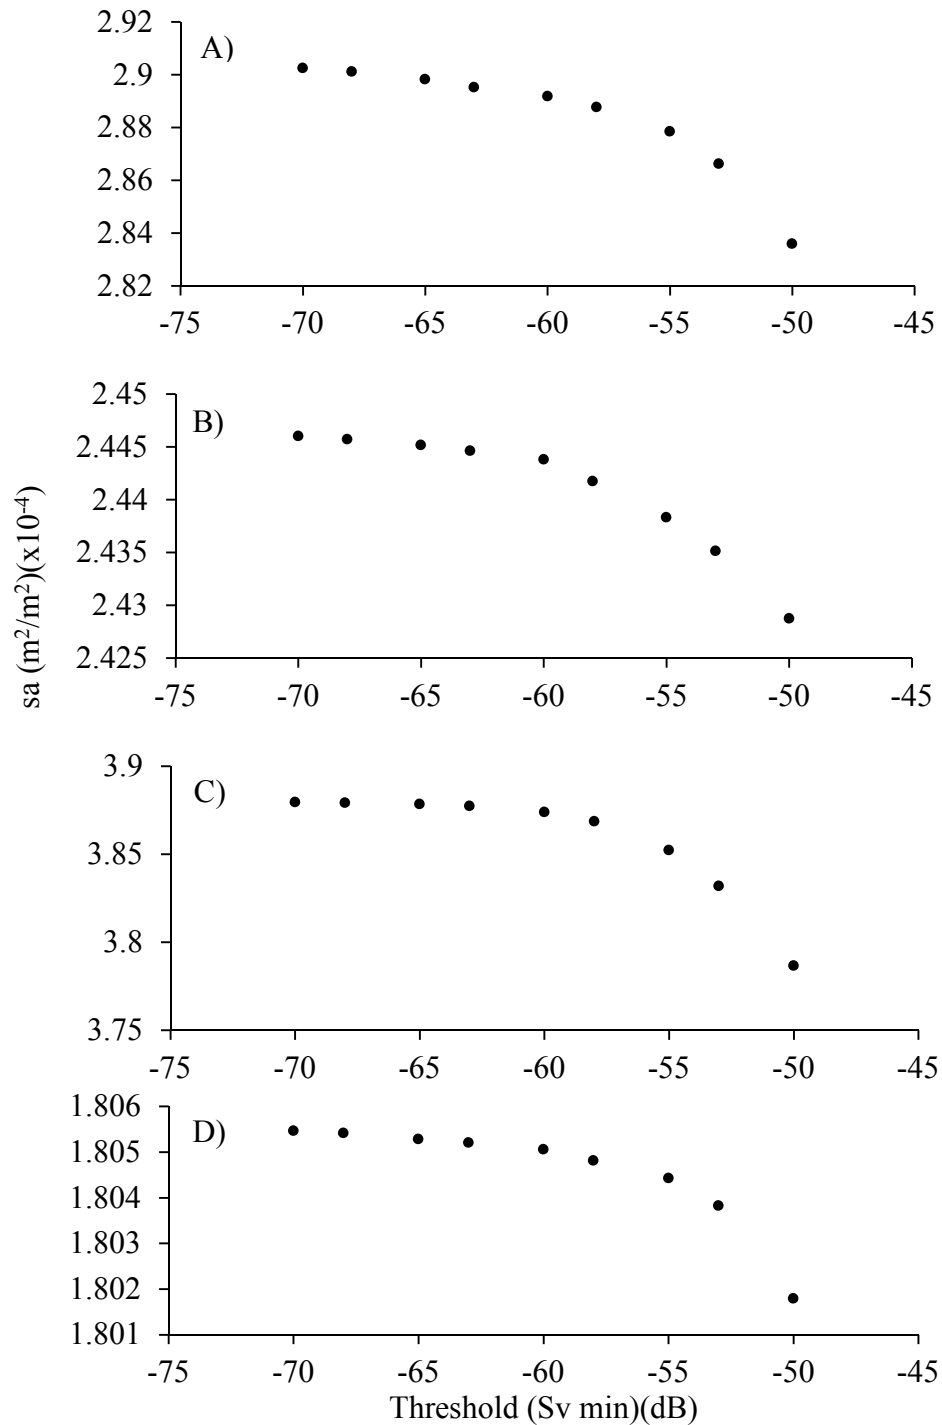 2.92
A)
2.9
2.88
2.86
2.84
2.82
-75 -70 -65 -60 -55 -50 -45
2.45
B)
2.445
2.44
2.435
2.43
2.425
-75 -70 -65 -60 -55 -50 -45
sa (m²/m²)(x10⁻⁴)
3.9
C)
3.85
3.8
3.75
-75 -70 -65 -60 -55 -50 -45
1.806
D)
1.805
1.804
1.803
1.802
1.801
-75 -70 -65 -60 -55 -50 -45
Threshold (Sv min)(dB)